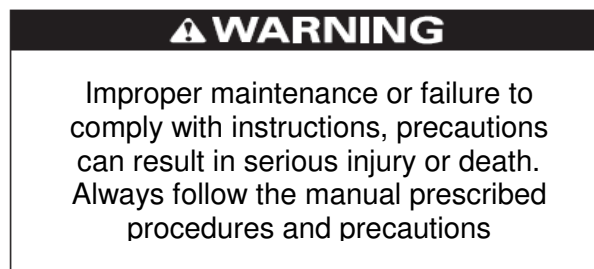 WARNING
Improper maintenance or failure to
comply with instructions, precautions
can result in serious injury or death.
Always follow the manual prescribed
procedures and precautions